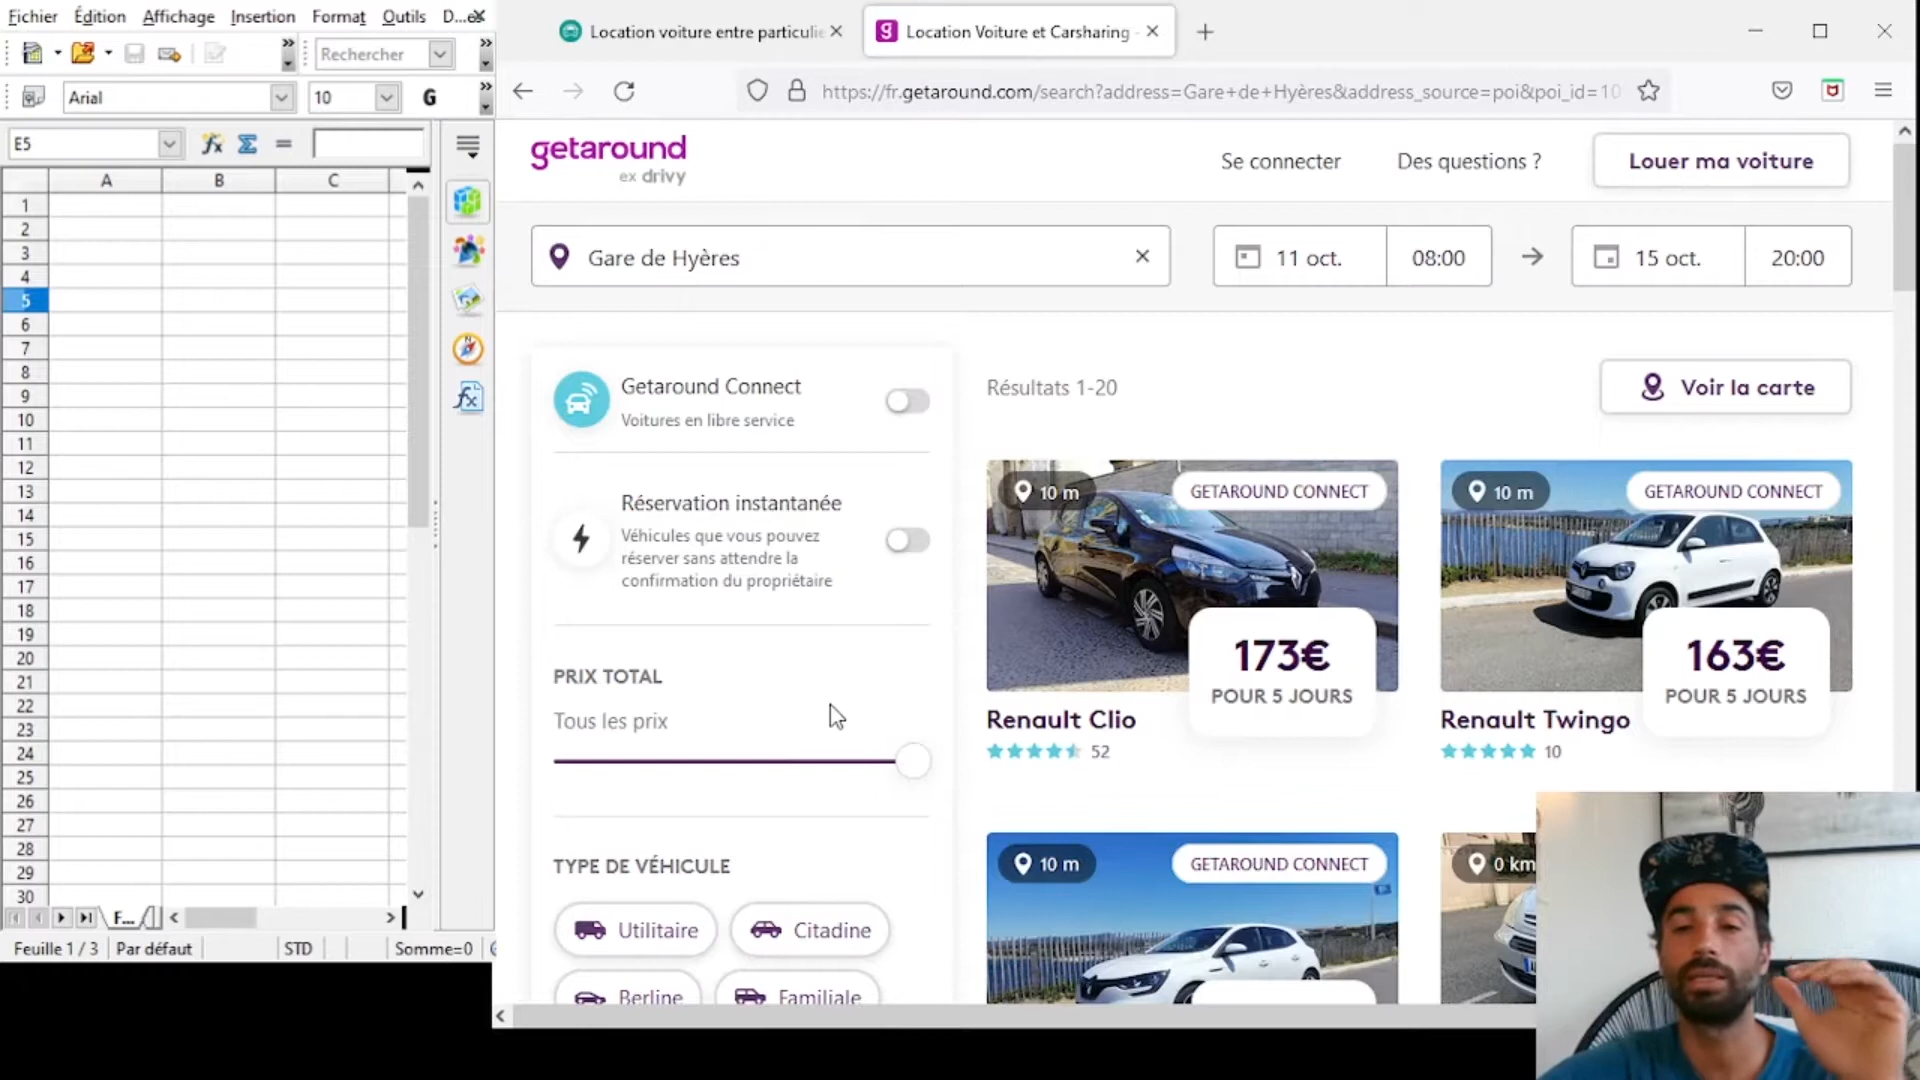 Fichier Édition Affichage Insertion Format Outils D...és
Rechercher
Arial 10 G
E5
A B C
1
2
3
4
5
6
7
8
9
10
11
12
13
14
15
16
17
18
19
20
21
22
23
24
25
26
27
28
29
30
F...
Feuille 1 / 3 Par défaut STD Somme=0
Location voiture entre particulie
Location Voiture et Carsharing -
https://fr.getaround.com/search?address=Gare+de+Hyères&address_source=poi&poi_id=10
getaround
ex drivy
Se connecter Des questions ? Louer ma voiture
Gare de Hyères 11 oct. 08:00 15 oct. 20:00
Getaround Connect
Voitures en libre service
Réservation instantanée
Véhicules que vous pouvez
réserver sans attendre la
confirmation du propriétaire
PRIX TOTAL
Tous les prix
TYPE DE VÉHICULE
Utilitaire Citadine
Berline Familiale
Résultats 1-20 Voir la carte
10 m GETAROUND CONNECT
173€
POUR 5 JOURS
Renault Clio
52
10 m GETAROUND CONNECT
163€
POUR 5 JOURS
Renault Twingo
10
10 m GETAROUND CONNECT
0 km